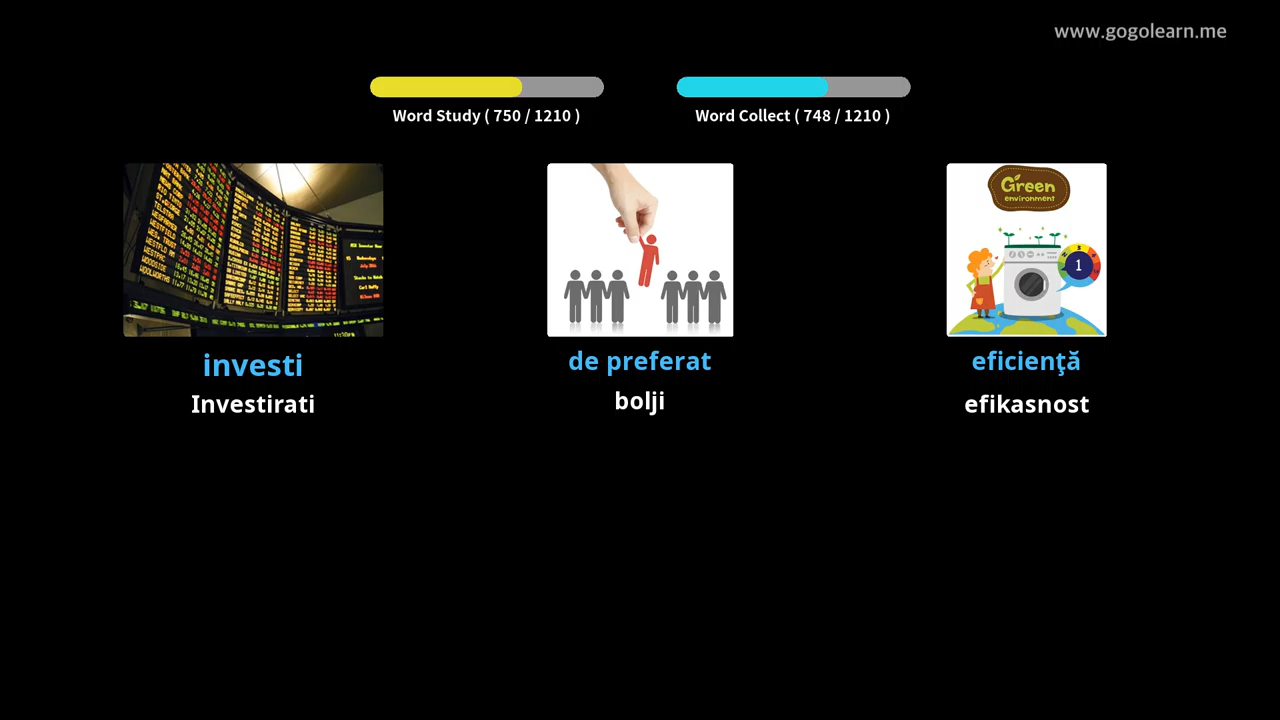 www.gogolearn.me
Word Study ( 750 / 1210 )
Word Collect ( 748 / 1210 )
Green
environment
1
investi
de preferat
eficienţă
Investirati
bolji
efikasnost